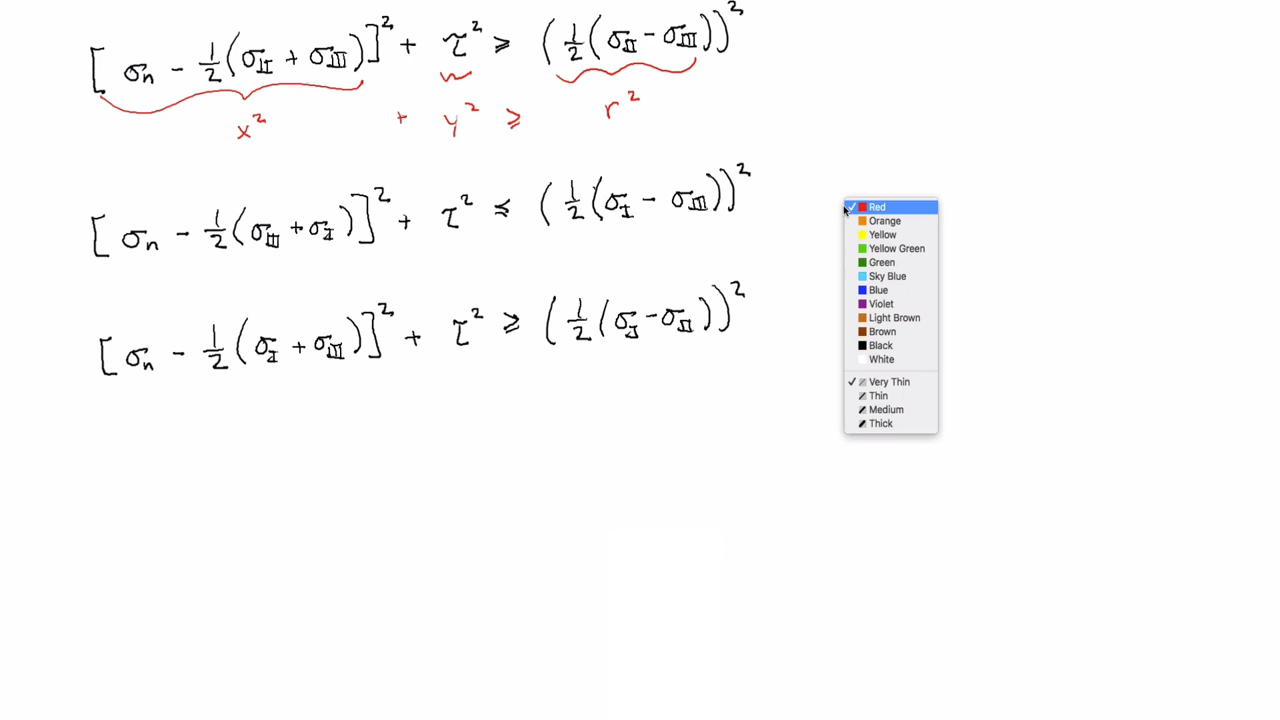 [σn − 1/2(σII + σIII)]² + τ² ⩾ (1/2(σII − σIII))²
x² + y² ⩾ r²
[σn − 1/2(σIII + σI)]² + τ² ⩽ (1/2(σI − σIII))²
[σn − 1/2(σI + σIII)]² + τ² ⩾ (1/2(σI − σII))²
Red
Orange
Yellow
Yellow Green
Green
Sky Blue
Blue
Violet
Light Brown
Brown
Black
White
Very Thin
Thin
Medium
Thick